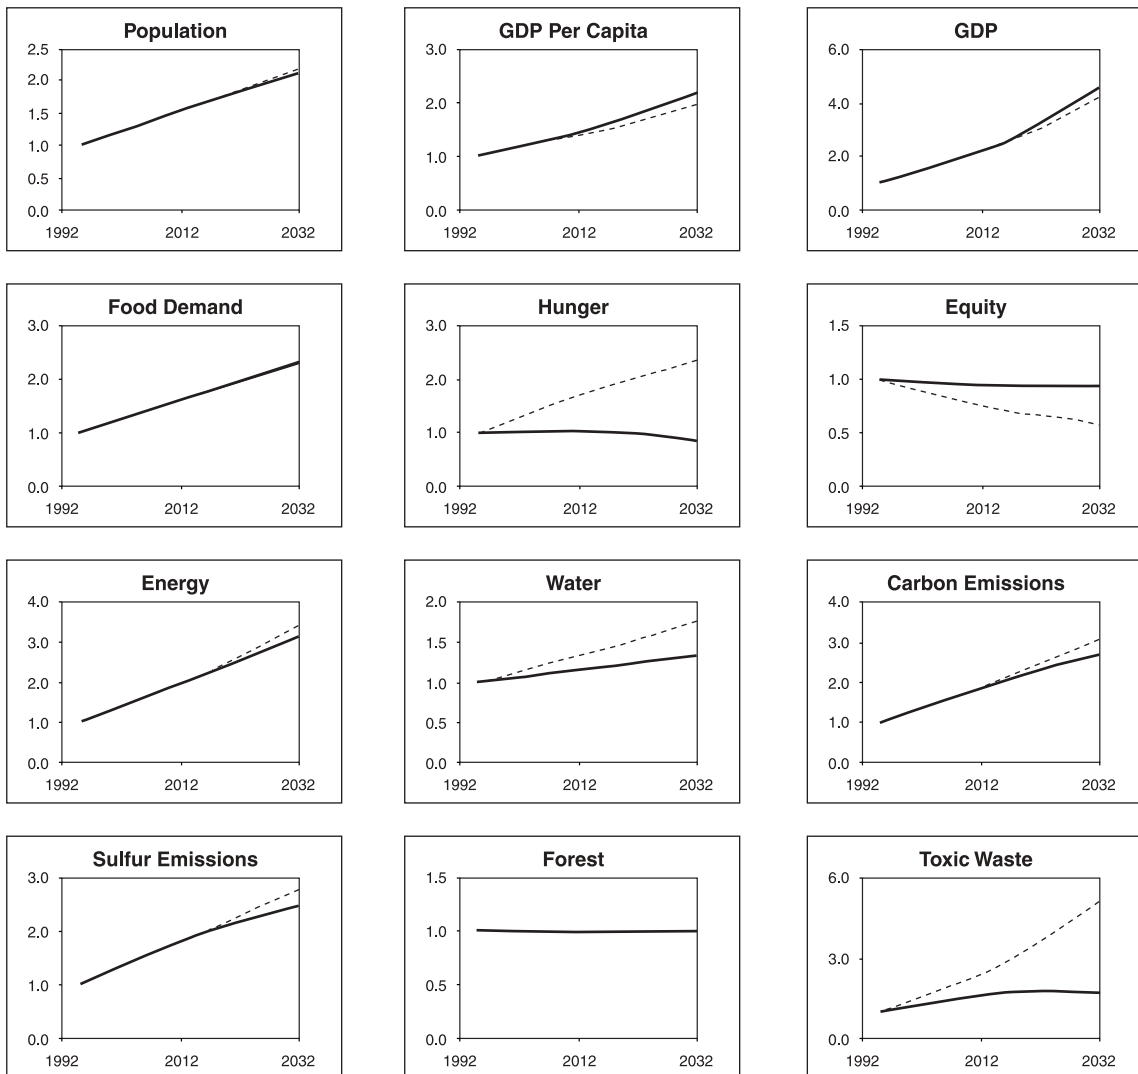 Population
2.5
2.0
1.5
1.0
0.5
0.0
1992 2012 2032
GDP Per Capita
3.0
2.0
1.0
0.0
1992 2012 2032
GDP
6.0
4.0
2.0
0.0
1992 2012 2032
Food Demand
3.0
2.0
1.0
0.0
1992 2012 2032
Hunger
3.0
2.0
1.0
0.0
1992 2012 2032
Equity
1.5
1.0
0.5
0.0
1992 2012 2032
Energy
4.0
3.0
2.0
1.0
0.0
1992 2012 2032
Water
2.0
1.5
1.0
0.5
0.0
1992 2012 2032
Carbon Emissions
4.0
3.0
2.0
1.0
0.0
1992 2012 2032
Sulfur Emissions
3.0
2.0
1.0
0.0
1992 2012 2032
Forest
1.5
1.0
0.5
0.0
1992 2012 2032
Toxic Waste
6.0
3.0
0.0
1992 2012 2032